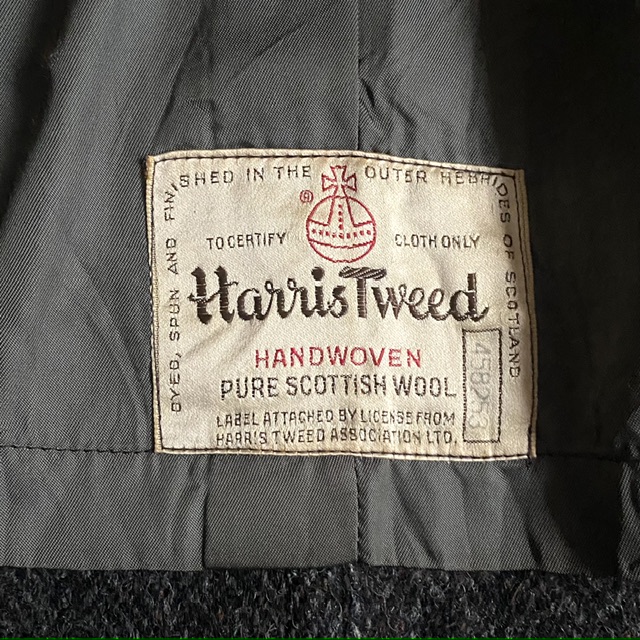 DYED, SPUN AND FINISHED IN THE OUTER HEBRIDES OF SCOTLAND
®
TO CERTIFY CLOTH ONLY
Harris Tweed
HANDWOVEN
PURE SCOTTISH WOOL
LABEL ATTACHED BY LICENSE FROM
HARRIS TWEED ASSOCIATION LTD.